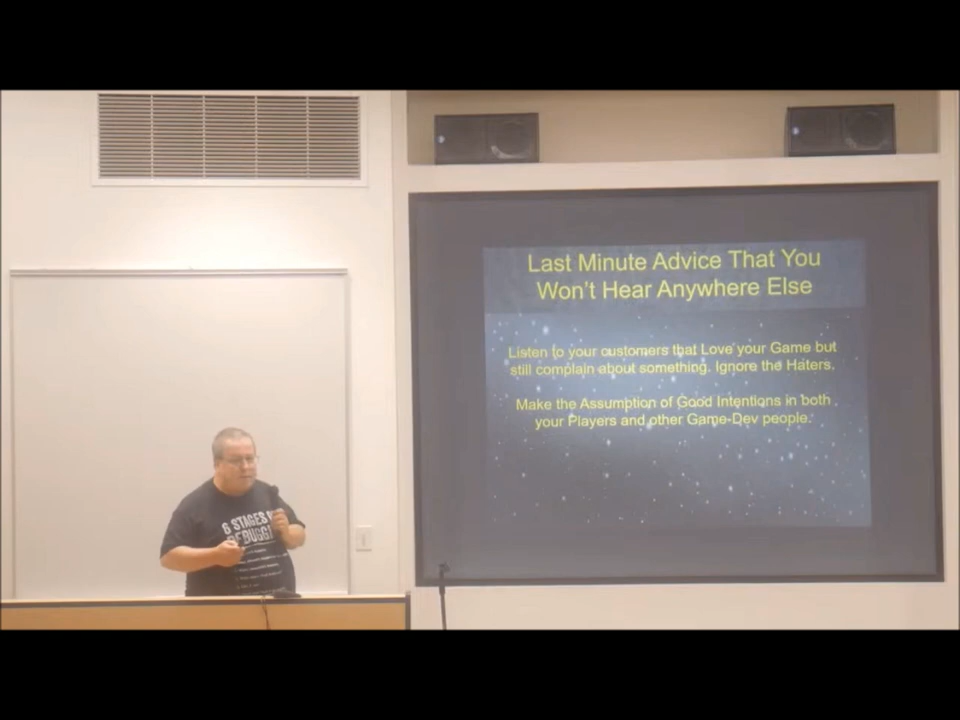 Last Minute Advice That You
Won't Hear Anywhere Else
Listen to your customers that Love your Game but
still complain about something. Ignore the Haters.
Make the Assumption of Good Intentions in both
your Players and other Game-Dev people.
6 STAGES
DEBUGGI